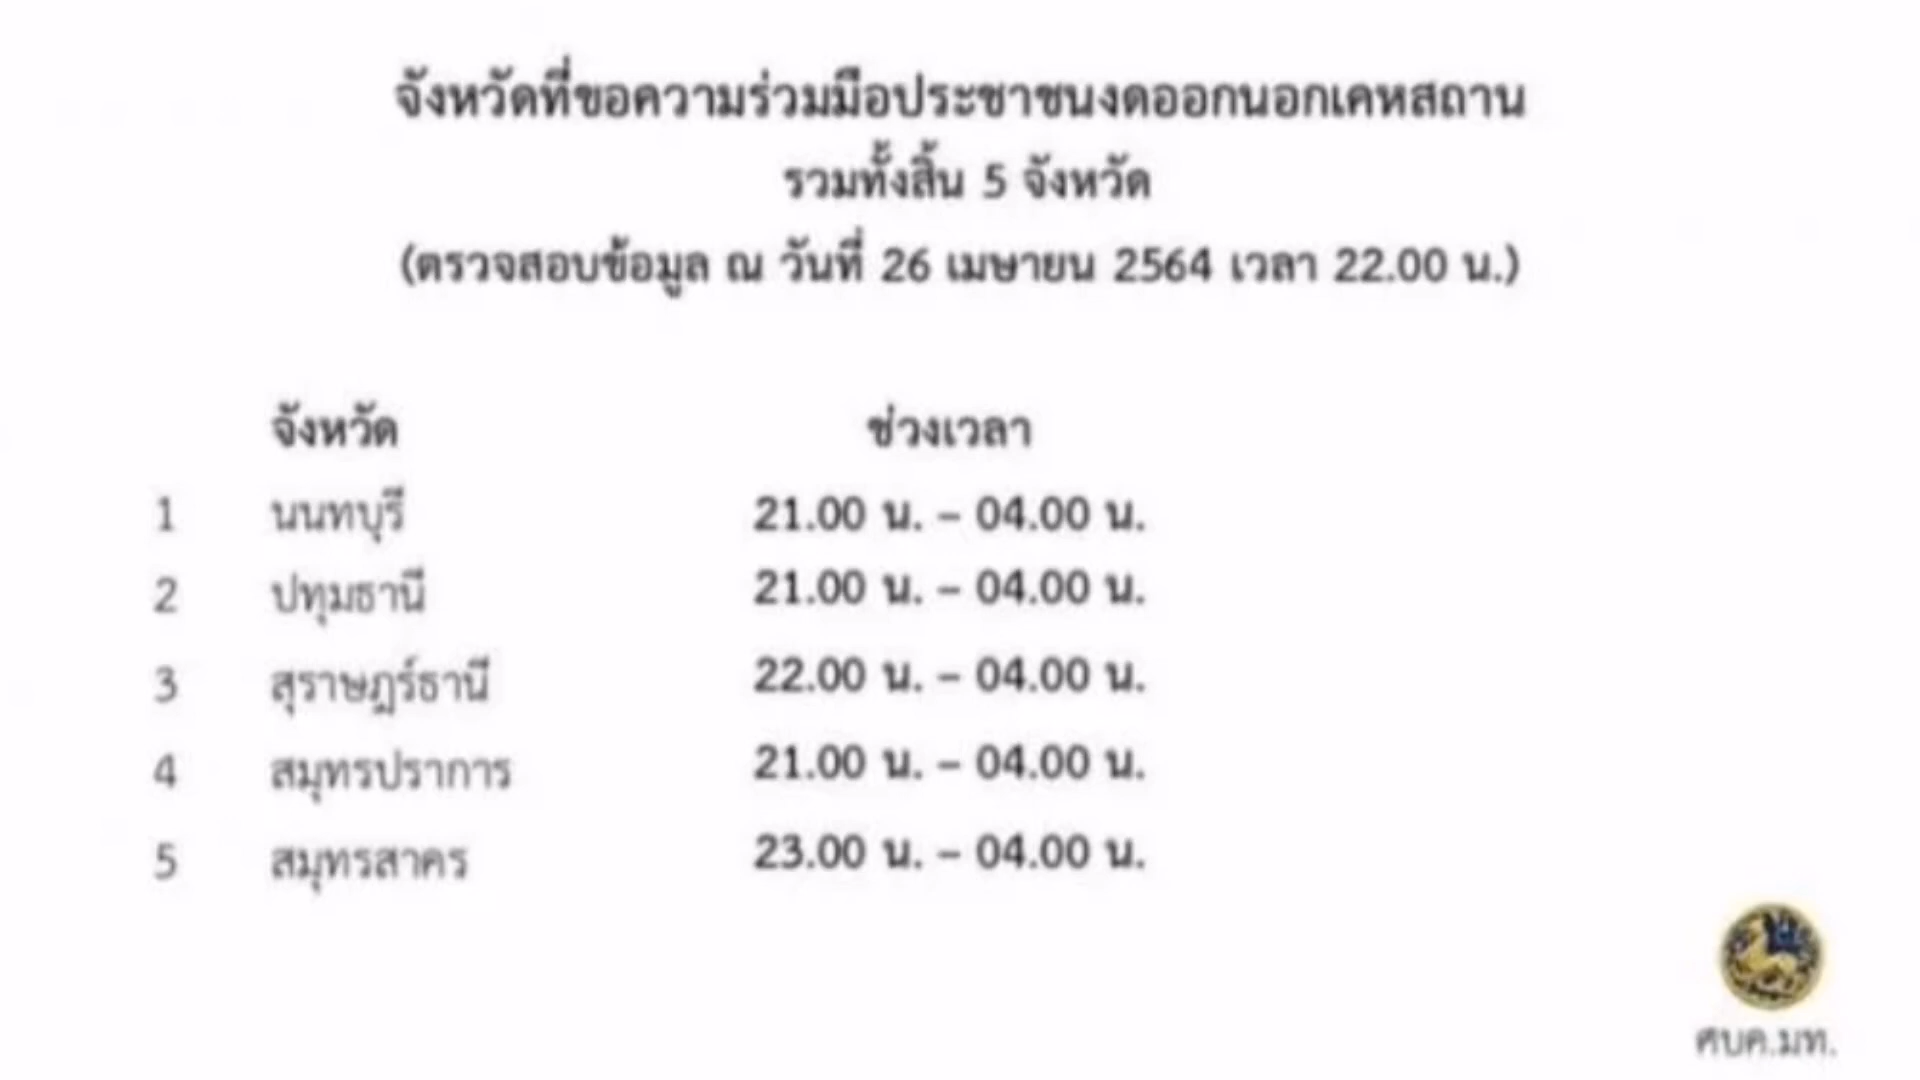 จังหวัดที่ขอความร่วมมือประชาชนงดออกนอกเคหสถาน
รวมทั้งสิ้น 5 จังหวัด
(ตรวจสอบข้อมูล ณ วันที่ 26 เมษายน 2564 เวลา 22.00 น.)
จังหวัด ช่วงเวลา
1 นนทบุรี 21.00 น. – 04.00 น.
2 ปทุมธานี 21.00 น. – 04.00 น.
3 สุราษฎร์ธานี 22.00 น. – 04.00 น.
4 สมุทรปราการ 21.00 น. – 04.00 น.
5 สมุทรสาคร 23.00 น. – 04.00 น.
ศบค.มท.